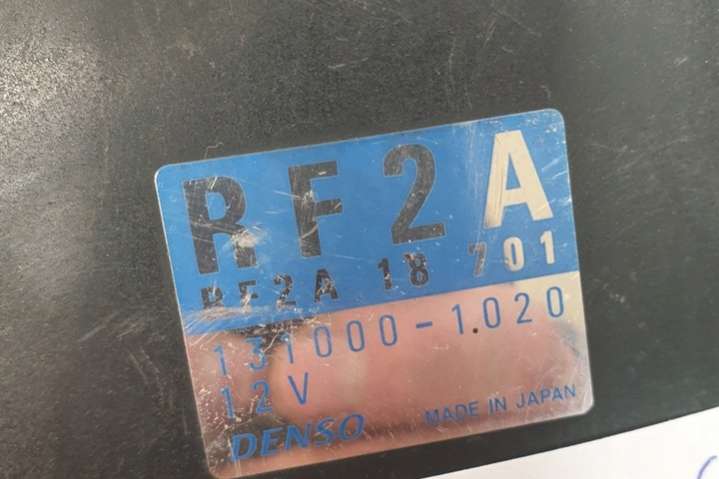 RF2A
RF2A 18 701
131000-1020
12V
DENSO MADE IN JAPAN